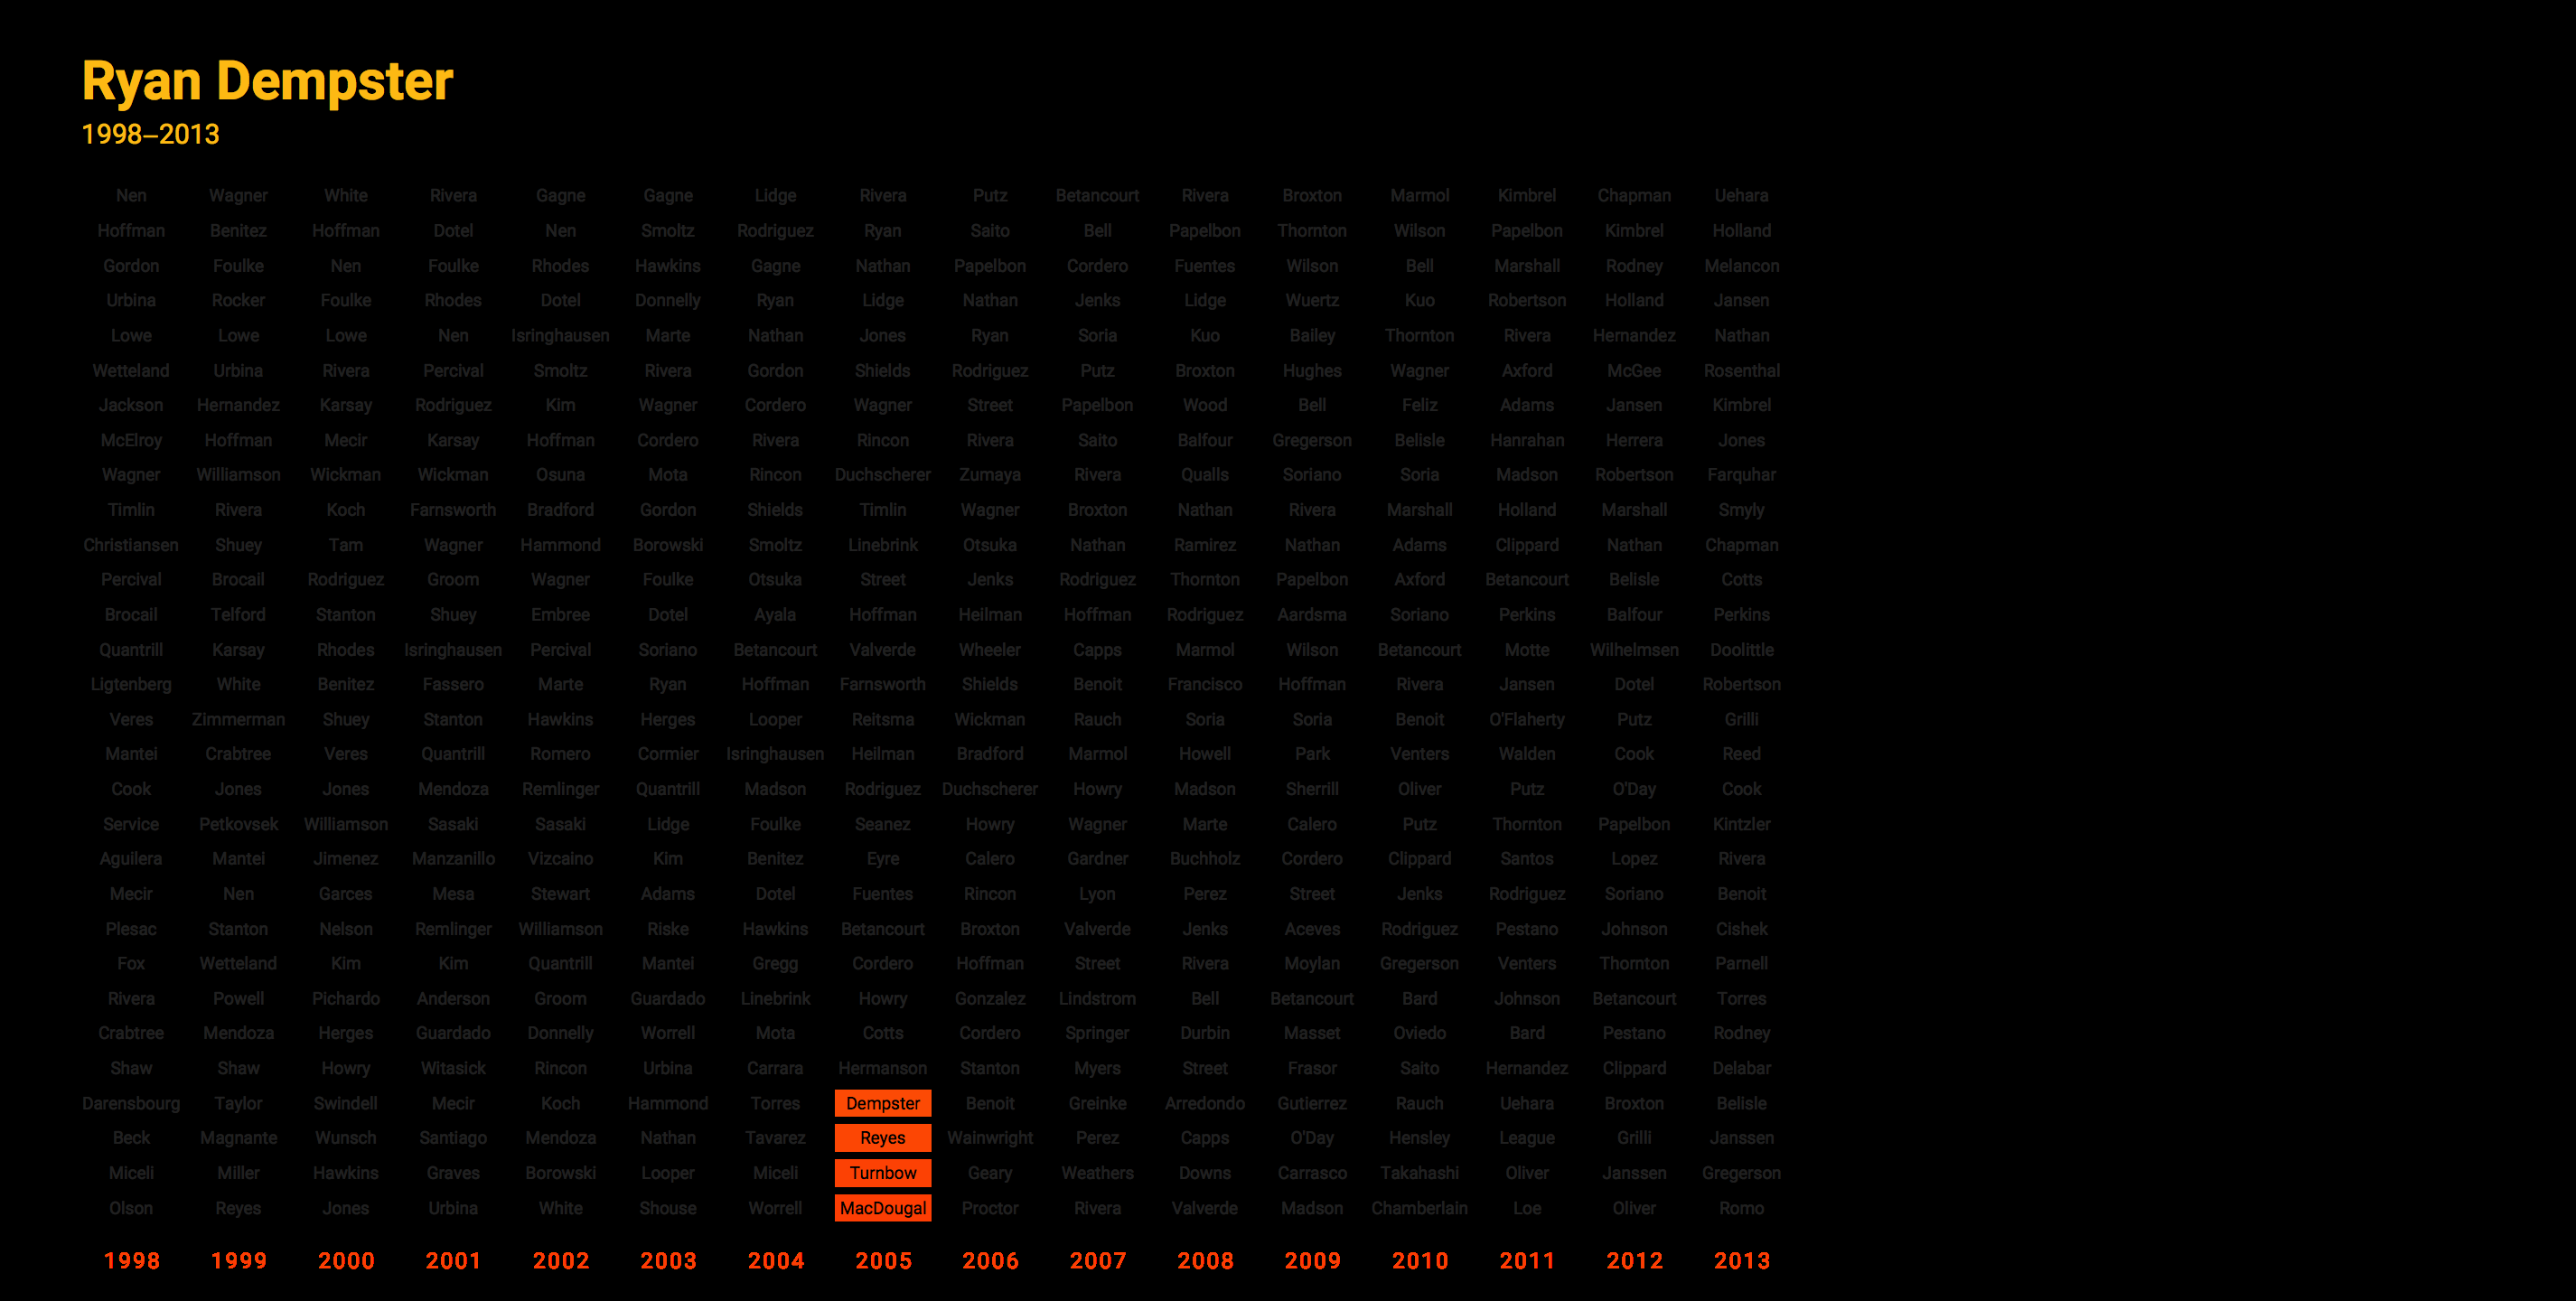 Ryan Dempster
1998–2013
Nen Wagner White Rivera Gagne Gagne Lidge Rivera Putz Betancourt Rivera Broxton Marmol Kimbrel Chapman Uehara
Hoffman Benitez Hoffman Dotel Nen Smoltz Rodriguez Ryan Saito Bell Papelbon Thornton Wilson Papelbon Kimbrel Holland
Gordon Foulke Nen Foulke Rhodes Hawkins Gagne Nathan Papelbon Cordero Fuentes Wilson Bell Marshall Rodney Melancon
Urbina Rocker Foulke Rhodes Dotel Donnelly Ryan Lidge Nathan Jenks Lidge Wuertz Kuo Robertson Holland Jansen
Lowe Lowe Lowe Nen Isringhausen Marte Nathan Jones Ryan Soria Kuo Bailey Thornton Rivera Hernandez Nathan
Wetteland Urbina Rivera Percival Smoltz Rivera Gordon Shields Rodriguez Putz Broxton Hughes Wagner Axford McGee Rosenthal
Jackson Hernandez Karsay Rodriguez Kim Wagner Cordero Wagner Street Papelbon Wood Bell Feliz Adams Jansen Kimbrel
McElroy Hoffman Mecir Karsay Hoffman Cordero Rivera Rincon Rivera Saito Balfour Gregerson Belisle Hanrahan Herrera Jones
Wagner Williamson Wickman Wickman Osuna Mota Rincon Duchscherer Zumaya Rivera Qualls Soriano Soria Madson Robertson Farquhar
Timlin Rivera Koch Farnsworth Bradford Gordon Shields Timlin Wagner Broxton Nathan Rivera Marshall Holland Marshall Smyly
Christiansen Shuey Tam Wagner Hammond Borowski Smoltz Linebrink Otsuka Nathan Ramirez Nathan Adams Clippard Nathan Chapman
Percival Brocail Rodriguez Groom Wagner Foulke Otsuka Street Jenks Rodriguez Thornton Papelbon Axford Betancourt Belisle Cotts
Brocail Telford Stanton Shuey Embree Dotel Ayala Hoffman Heilman Hoffman Rodriguez Aardsma Soriano Perkins Balfour Perkins
Quantrill Karsay Rhodes Isringhausen Percival Soriano Betancourt Valverde Wheeler Capps Marmol Wilson Betancourt Motte Wilhelmsen Doolittle
Ligtenberg White Benitez Fassero Marte Ryan Hoffman Farnsworth Shields Benoit Francisco Hoffman Rivera Jansen Dotel Robertson
Veres Zimmerman Shuey Stanton Hawkins Herges Looper Reitsma Wickman Rauch Soria Soria Benoit O'Flaherty Putz Grilli
Mantei Crabtree Veres Quantrill Romero Cormier Isringhausen Heilman Bradford Marmol Howell Park Venters Walden Cook Reed
Cook Jones Jones Mendoza Remlinger Quantrill Madson Rodriguez Duchscherer Howry Madson Sherrill Oliver Putz O'Day Cook
Service Petkovsek Williamson Sasaki Sasaki Lidge Foulke Seanez Howry Wagner Marte Calero Putz Thornton Papelbon Kintzler
Aguilera Mantei Jimenez Manzanillo Vizcaino Kim Benitez Eyre Calero Gardner Buchholz Cordero Clippard Santos Lopez Rivera
Mecir Nen Garces Mesa Stewart Adams Dotel Fuentes Rincon Lyon Perez Street Jenks Rodriguez Soriano Benoit
Plesac Stanton Nelson Remlinger Williamson Riske Hawkins Betancourt Broxton Valverde Jenks Aceves Rodriguez Pestano Johnson Cishek
Fox Wetteland Kim Kim Quantrill Mantei Gregg Cordero Hoffman Street Rivera Moylan Gregerson Venters Thornton Parnell
Rivera Powell Pichardo Anderson Groom Guardado Linebrink Howry Gonzalez Lindstrom Bell Betancourt Bard Johnson Betancourt Torres
Crabtree Mendoza Herges Guardado Donnelly Worrell Mota Cotts Cordero Springer Durbin Masset Oviedo Bard Pestano Rodney
Shaw Shaw Howry Witasick Rincon Urbina Carrara Hermanson Stanton Myers Street Frasor Saito Hernandez Clippard Delabar
Darensbourg Taylor Swindell Mecir Koch Hammond Torres Dempster Benoit Greinke Arredondo Gutierrez Rauch Uehara Broxton Belisle
Beck Magnante Wunsch Santiago Mendoza Nathan Tavarez Reyes Wainwright Perez Capps O'Day Hensley League Grilli Janssen
Miceli Miller Hawkins Graves Borowski Looper Miceli Turnbow Geary Weathers Downs Carrasco Takahashi Oliver Janssen Gregerson
Olson Reyes Jones Urbina White Shouse Worrell MacDougal Proctor Rivera Valverde Madson Chamberlain Loe Oliver Romo
1998 1999 2000 2001 2002 2003 2004 2005 2006 2007 2008 2009 2010 2011 2012 2013